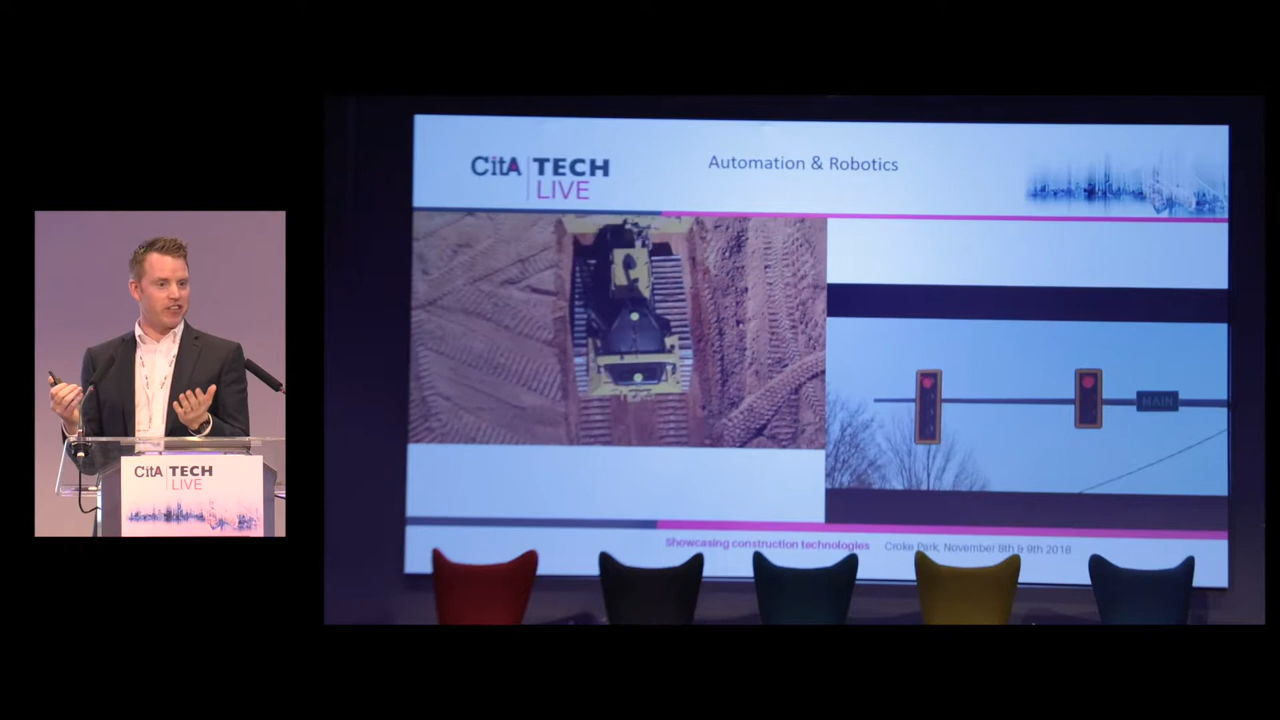 CitA TECH
LIVE
Automation & Robotics
MAIN
Showcasing construction technologies Croke Park, November 8th & 9th 2018
CitA TECH
LIVE